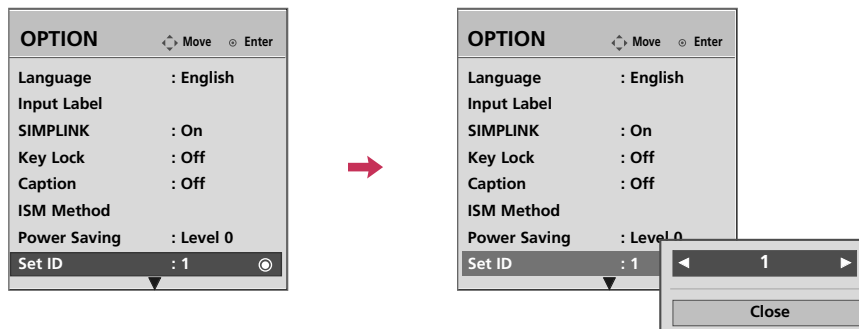 OPTION Move Enter
Language : English
Input Label
SIMPLINK : On
Key Lock : Off
Caption : Off
ISM Method
Power Saving : Level 0
Set ID : 1
OPTION Move Enter
Language : English
Input Label
SIMPLINK : On
Key Lock : Off
Caption : Off
ISM Method
Power Saving : Level 0
Set ID : 1
1
Close